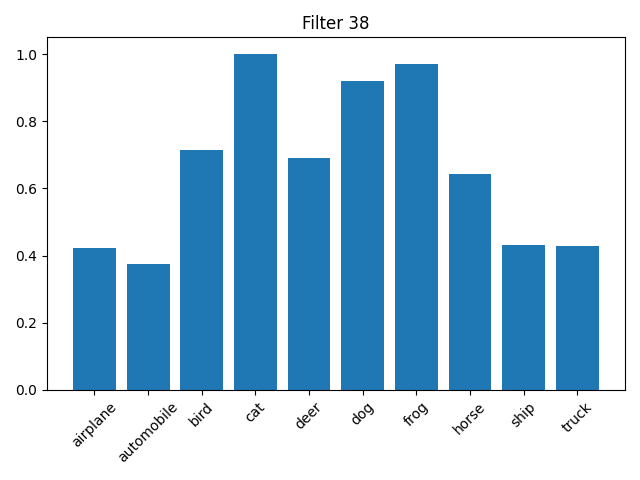 Filter 38
1.0
0.8
0.6
0.4
0.2
0.0
airplane
automobile
bird
cat
deer
dog
frog
horse
ship
truck